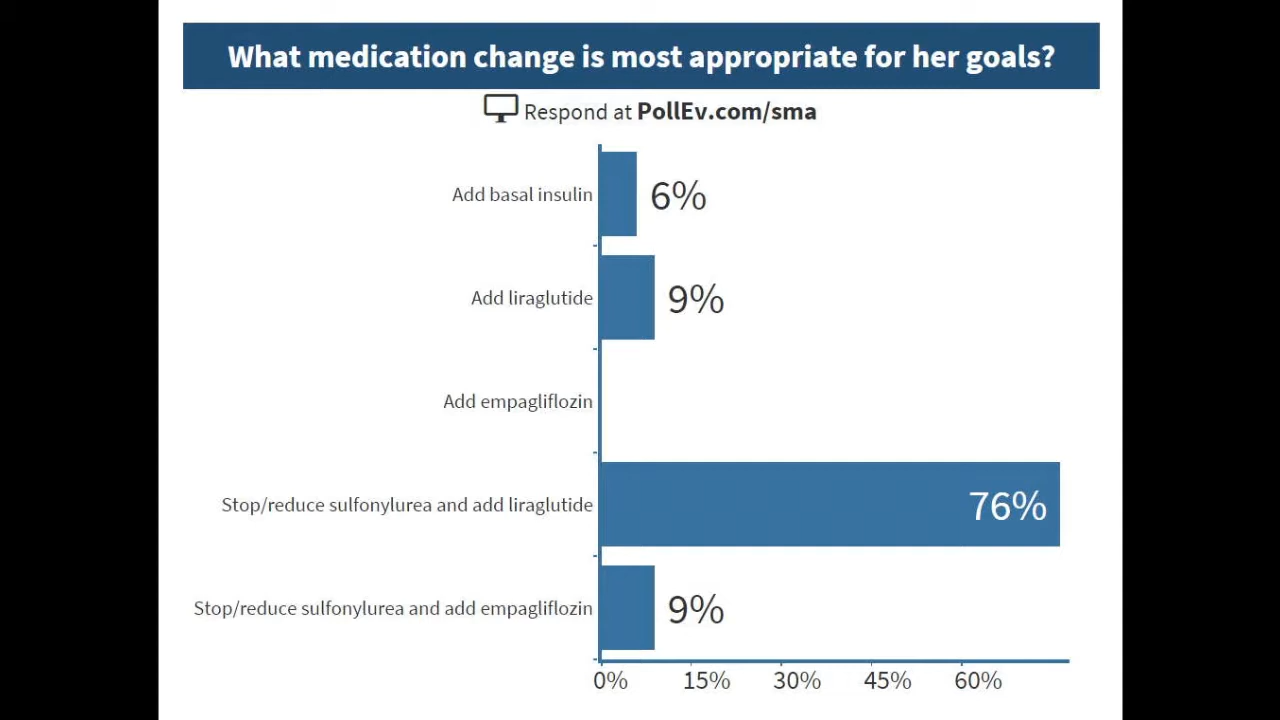 What medication change is most appropriate for her goals?
Respond at PollEv.com/sma
Add basal insulin 6%
Add liraglutide 9%
Add empagliflozin
Stop/reduce sulfonylurea and add liraglutide 76%
Stop/reduce sulfonylurea and add empagliflozin 9%
0% 15% 30% 45% 60%